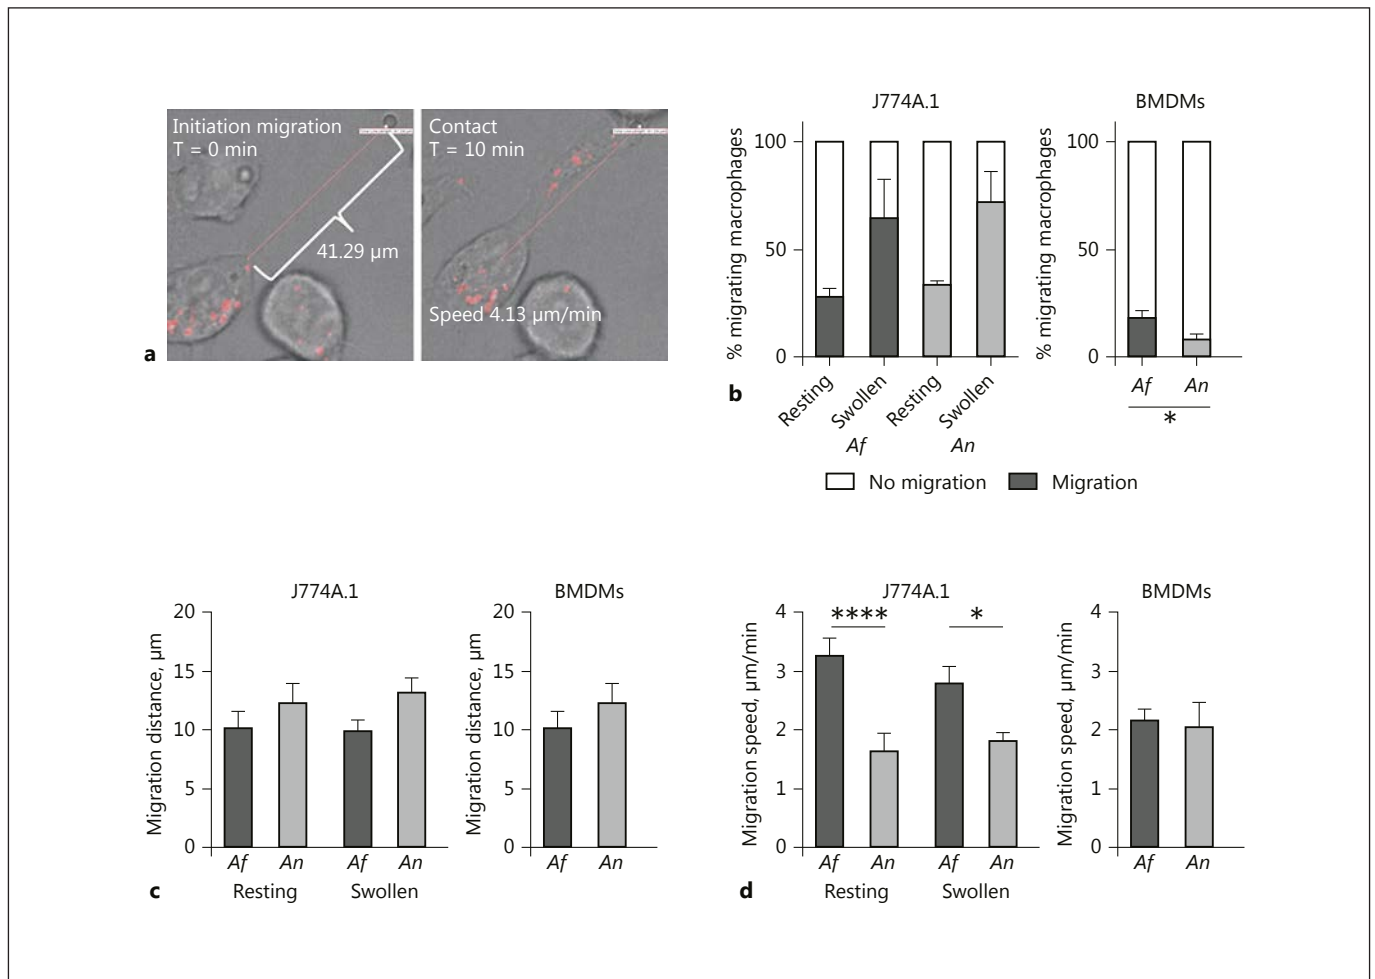 Initiation migration
T = 0 min
41.29 µm
Contact
T = 10 min
Speed 4.13 µm/min
a
J774A.1
% migrating macrophages
100
50
0
Resting
Swollen
Resting
Swollen
Af
An
BMDMs
% migrating macrophages
100
50
0
Af
An
*
b
No migration
Migration
J774A.1
Migration distance, µm
20
15
10
5
0
Af
An
Af
An
Resting
Swollen
BMDMs
Migration distance, µm
20
15
10
5
0
Af
An
c
J774A.1
Migration speed, µm/min
4
3
2
1
0
****
*
Af
An
Af
An
Resting
Swollen
BMDMs
Migration speed, µm/min
4
3
2
1
0
Af
An
d